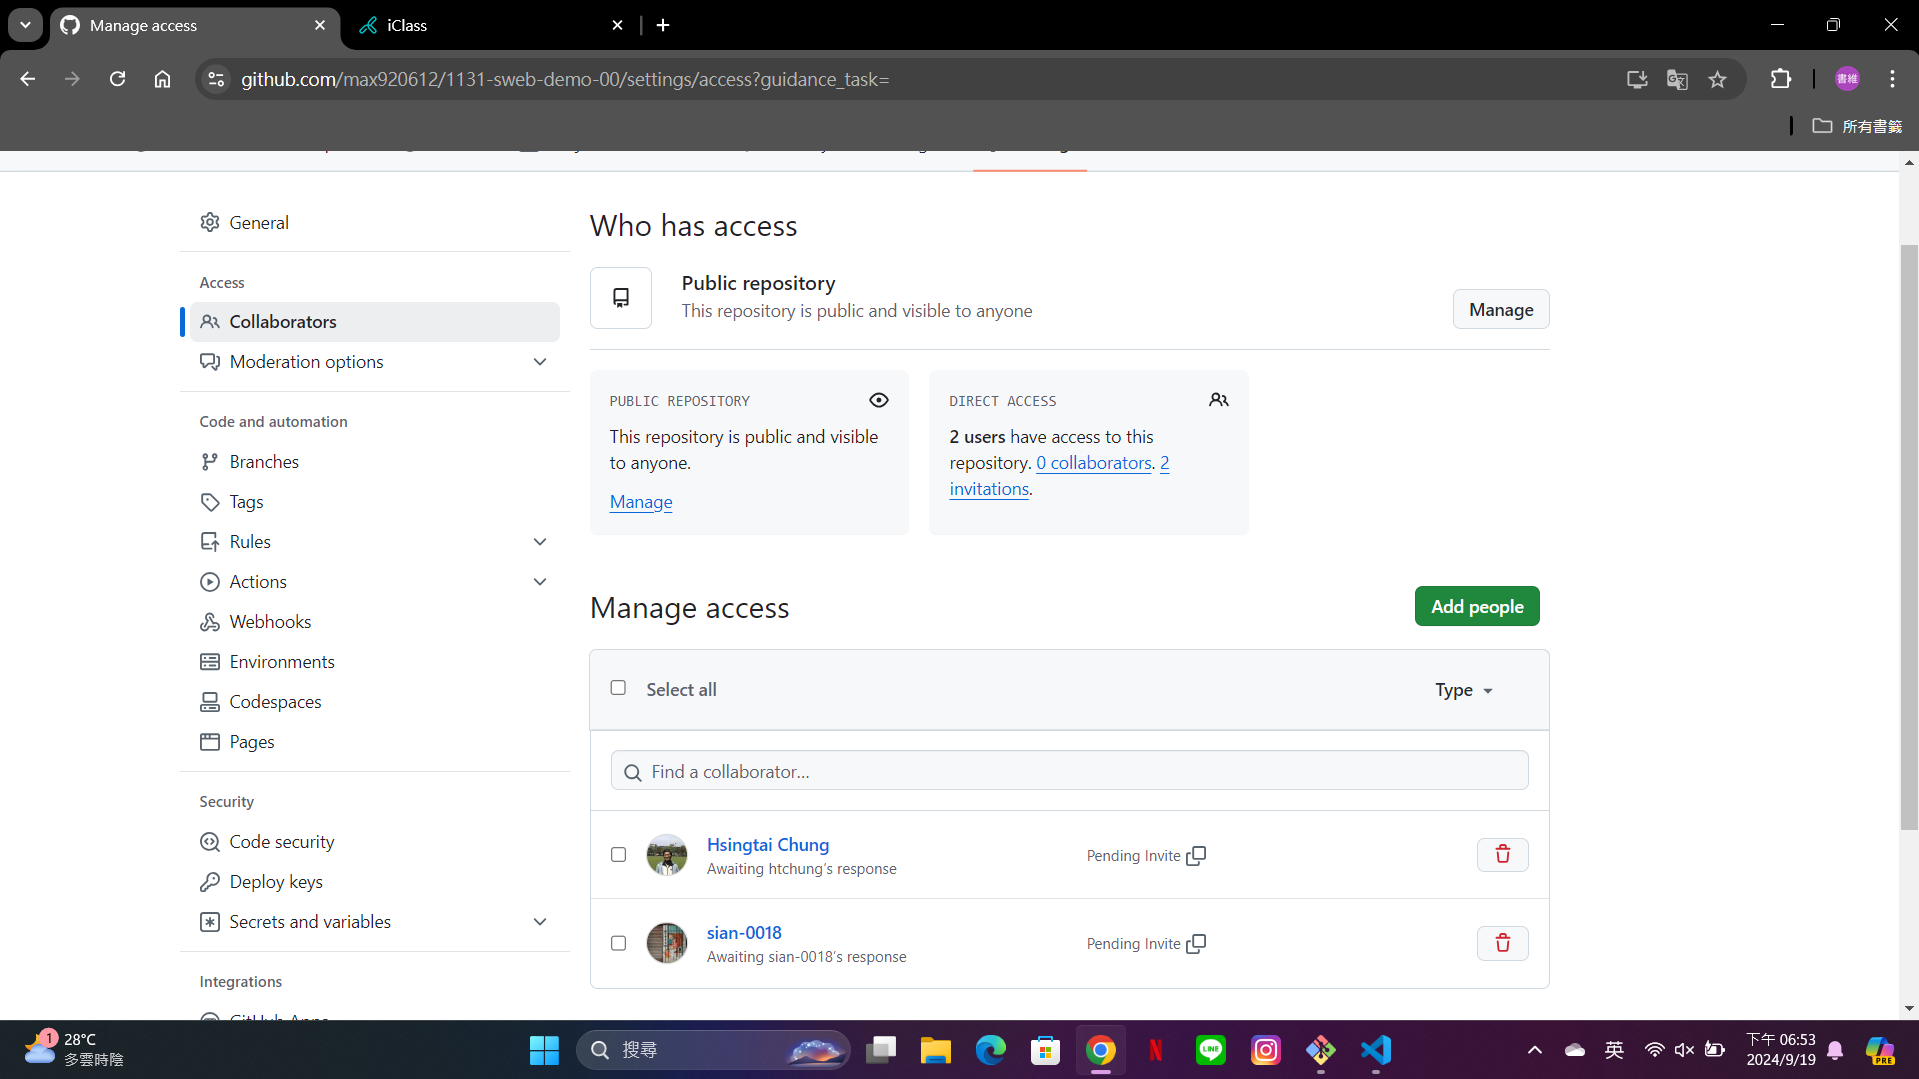 Manage access
iClass
github.com/max920612/1131-sweb-demo-00/settings/access?guidance_task=
書維
所有書籤
General
Access
Collaborators
Moderation options
Code and automation
Branches
Tags
Rules
Actions
Webhooks
Environments
Codespaces
Pages
Security
Code security
Deploy keys
Secrets and variables
Integrations
GitHub Apps
Who has access
Public repository
This repository is public and visible to anyone
Manage
PUBLIC REPOSITORY
This repository is public and visible
to anyone.
Manage
DIRECT ACCESS
2 users have access to this
repository. 0 collaborators. 2
invitations.
Manage access
Add people
Select all
Type
Find a collaborator...
Hsingtai Chung
Awaiting htchung's response
Pending Invite
sian-0018
Awaiting sian-0018's response
Pending Invite
1
28°C
多雲時陰
搜尋
N
LINE
英
下午 06:53
2024/9/19
PRE